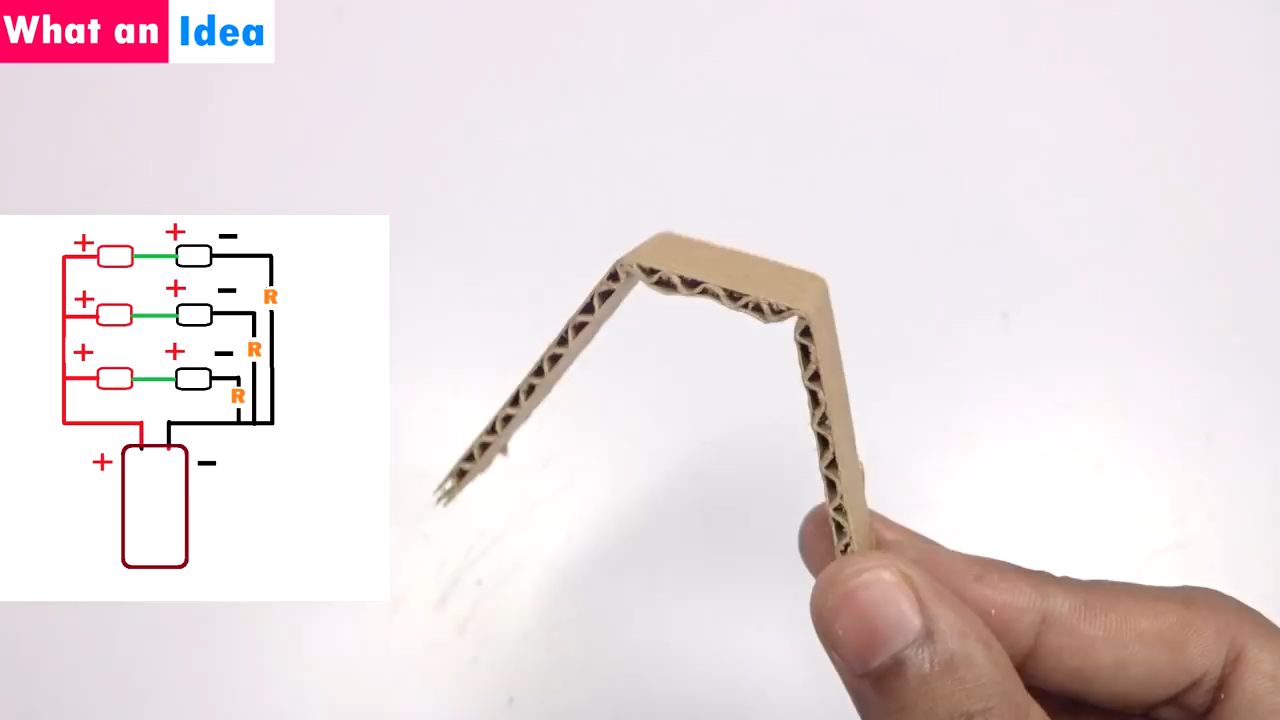 What an Idea
+ + −
R
+ + −
R
+ + −
R
+ −